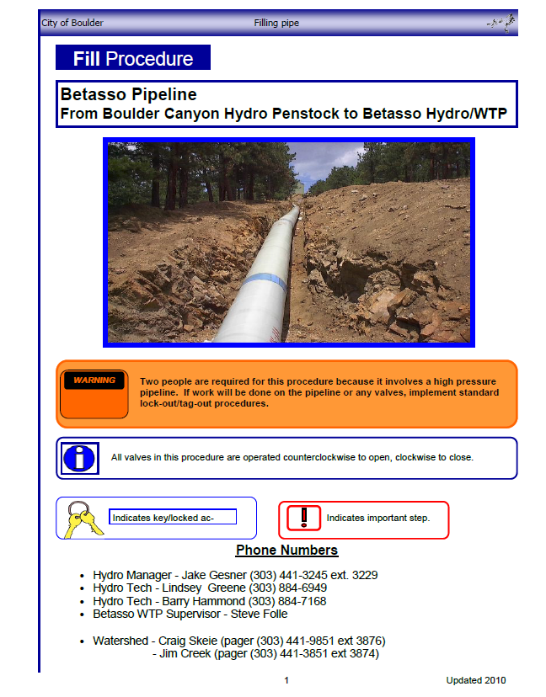 City of Boulder
Filling pipe
Fill Procedure
Betasso Pipeline
From Boulder Canyon Hydro Penstock to Betasso Hydro/WTP
WARNING
Two people are required for this procedure because it involves a high pressure
pipeline. If work will be done on the pipeline or any valves, implement standard
lock-out/tag-out procedures.
All valves in this procedure are operated counterclockwise to open, clockwise to close.
Indicates key/locked ac-
Indicates important step.
Phone Numbers
• Hydro Manager - Jake Gesner (303) 441-3245 ext. 3229
• Hydro Tech - Lindsey Greene (303) 884-6949
• Hydro Tech - Barry Hammond (303) 884-7168
• Betasso WTP Supervisor - Steve Folle
• Watershed - Craig Skeie (pager (303) 441-9851 ext 3876)
- Jim Creek (pager (303) 441-3851 ext 3874)
1
Updated 2010